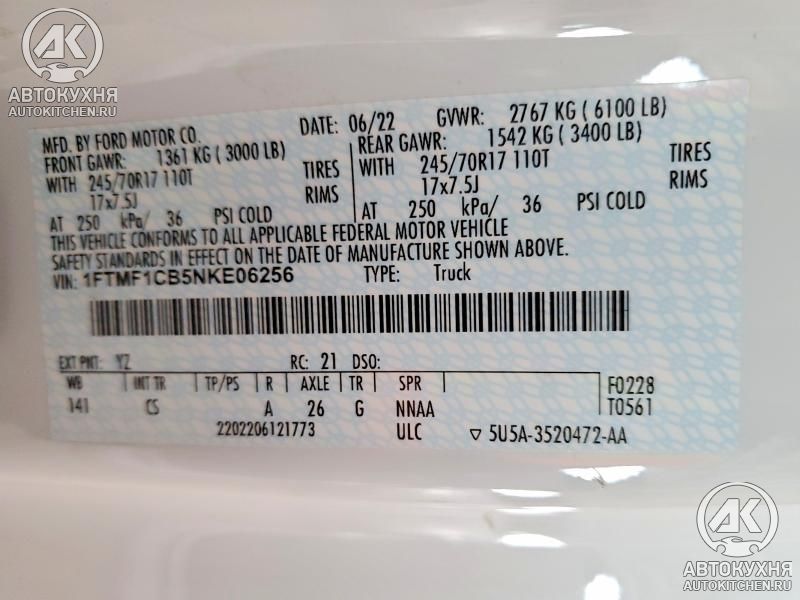 АК
АВТОКУХНЯ
AUTOKITCHEN.RU
MFD. BY FORD MOTOR CO. DATE: 06/22 GVWR: 2767 KG ( 6100 LB)
FRONT GAWR: 1361 KG ( 3000 LB) REAR GAWR: 1542 KG ( 3400 LB)
WITH 245/70R17 110T TIRES WITH 245/70R17 110T TIRES
17x7.5J RIMS 17x7.5J RIMS
AT 250 kPa/ 36 PSI COLD AT 250 kPa/ 36 PSI COLD
THIS VEHICLE CONFORMS TO ALL APPLICABLE FEDERAL MOTOR VEHICLE
SAFETY STANDARDS IN EFFECT ON THE DATE OF MANUFACTURE SHOWN ABOVE.
VIN: 1FTMF1CB5NKE06256 TYPE: Truck
EXT PNT: YZ RC: 21 DSO:
WB INT TR TP/PS R AXLE TR SPR F0228
141 CS A 26 G NNAA T0561
2202206121773 ULC ▽ 5U5A-3520472-AA
АК
АВТОКУХНЯ
AUTOKITCHEN.RU